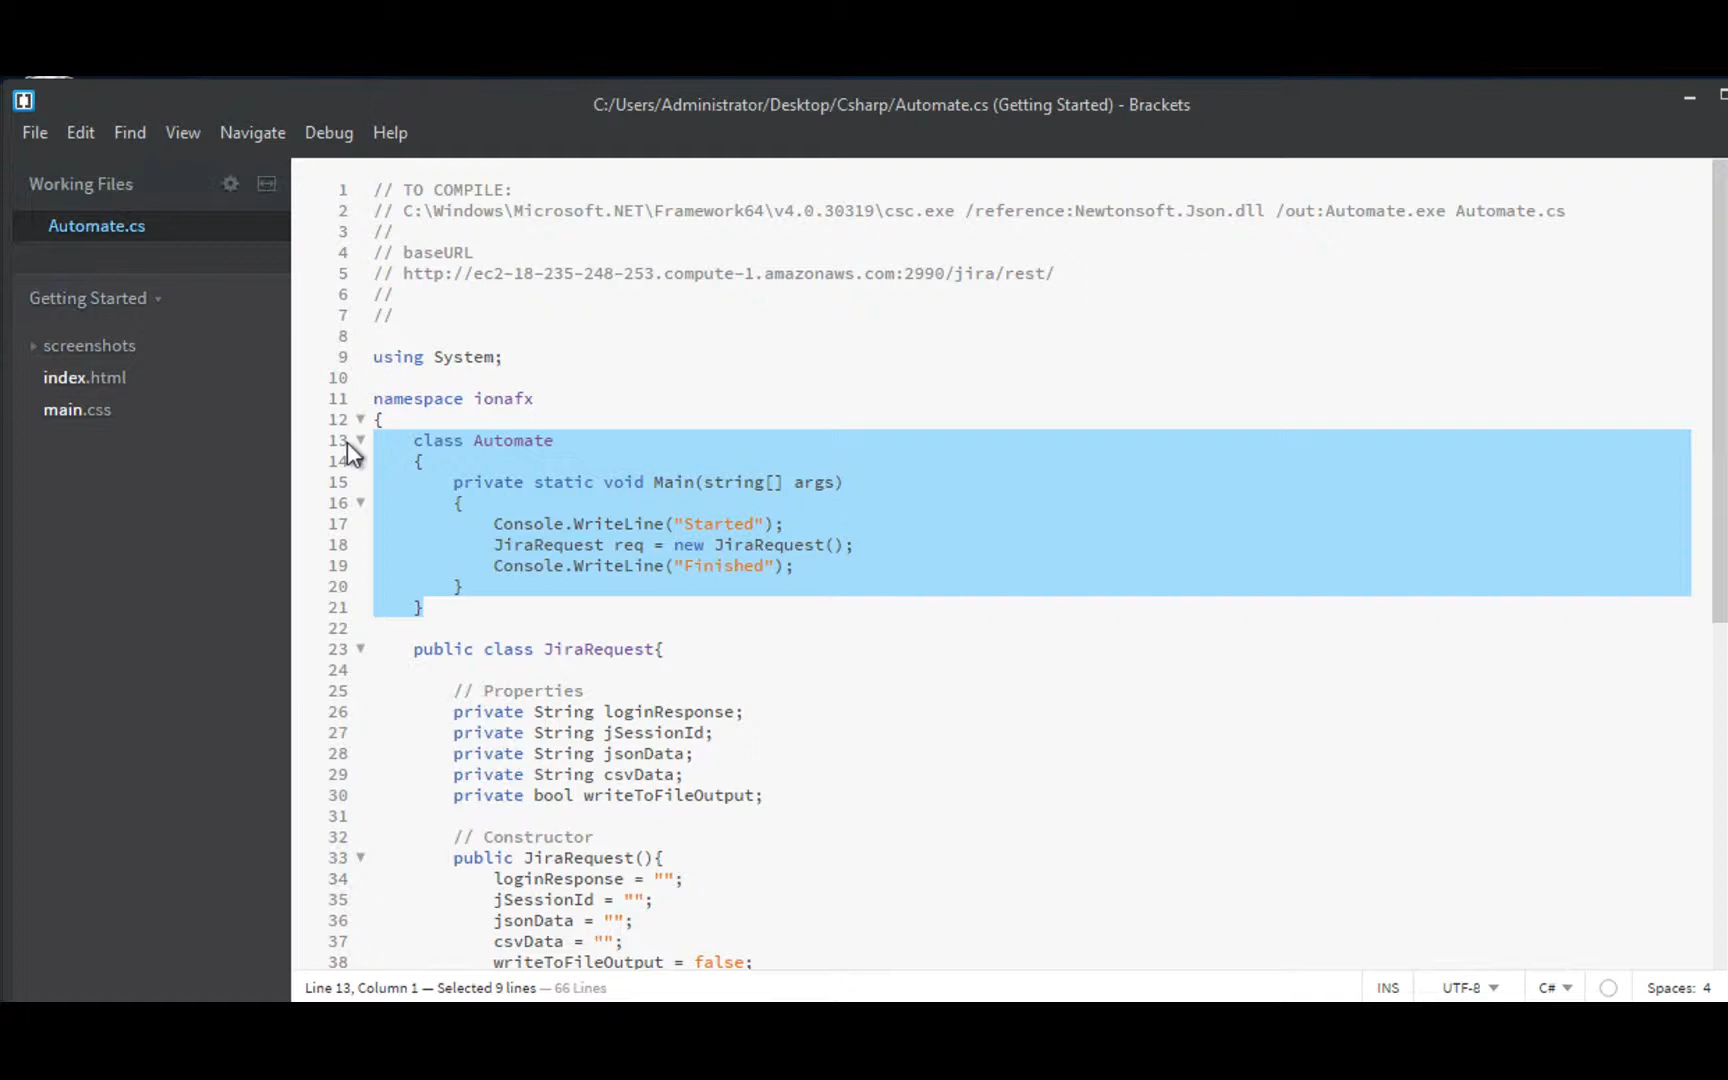 C:/Users/Administrator/Desktop/Csharp/Automate.cs (Getting Started) - Brackets
File Edit Find View Navigate Debug Help
Working Files
Automate.cs
Getting Started
screenshots
index.html
main.css
1 // TO COMPILE:
2 // C:\Windows\Microsoft.NET\Framework64\v4.0.30319\csc.exe /reference:Newtonsoft.Json.dll /out:Automate.exe Automate.cs
3 //
4 // baseURL
5 // http://ec2-18-235-248-253.compute-1.amazonaws.com:2990/jira/rest/
6 //
7 //
8
9 using System;
10
11 namespace ionafx
12 {
13 class Automate
14 {
15 private static void Main(string[] args)
16 {
17 Console.WriteLine("Started");
18 JiraRequest req = new JiraRequest();
19 Console.WriteLine("Finished");
20 }
21 }
22
23 public class JiraRequest{
24
25 // Properties
26 private String loginResponse;
27 private String jSessionId;
28 private String jsonData;
29 private String csvData;
30 private bool writeToFileOutput;
31
32 // Constructor
33 public JiraRequest(){
34 loginResponse = "";
35 jSessionId = "";
36 jsonData = "";
37 csvData = "";
38 writeToFileOutput = false;
Line 13, Column 1 — Selected 9 lines — 66 Lines
INS UTF-8 C# Spaces: 4